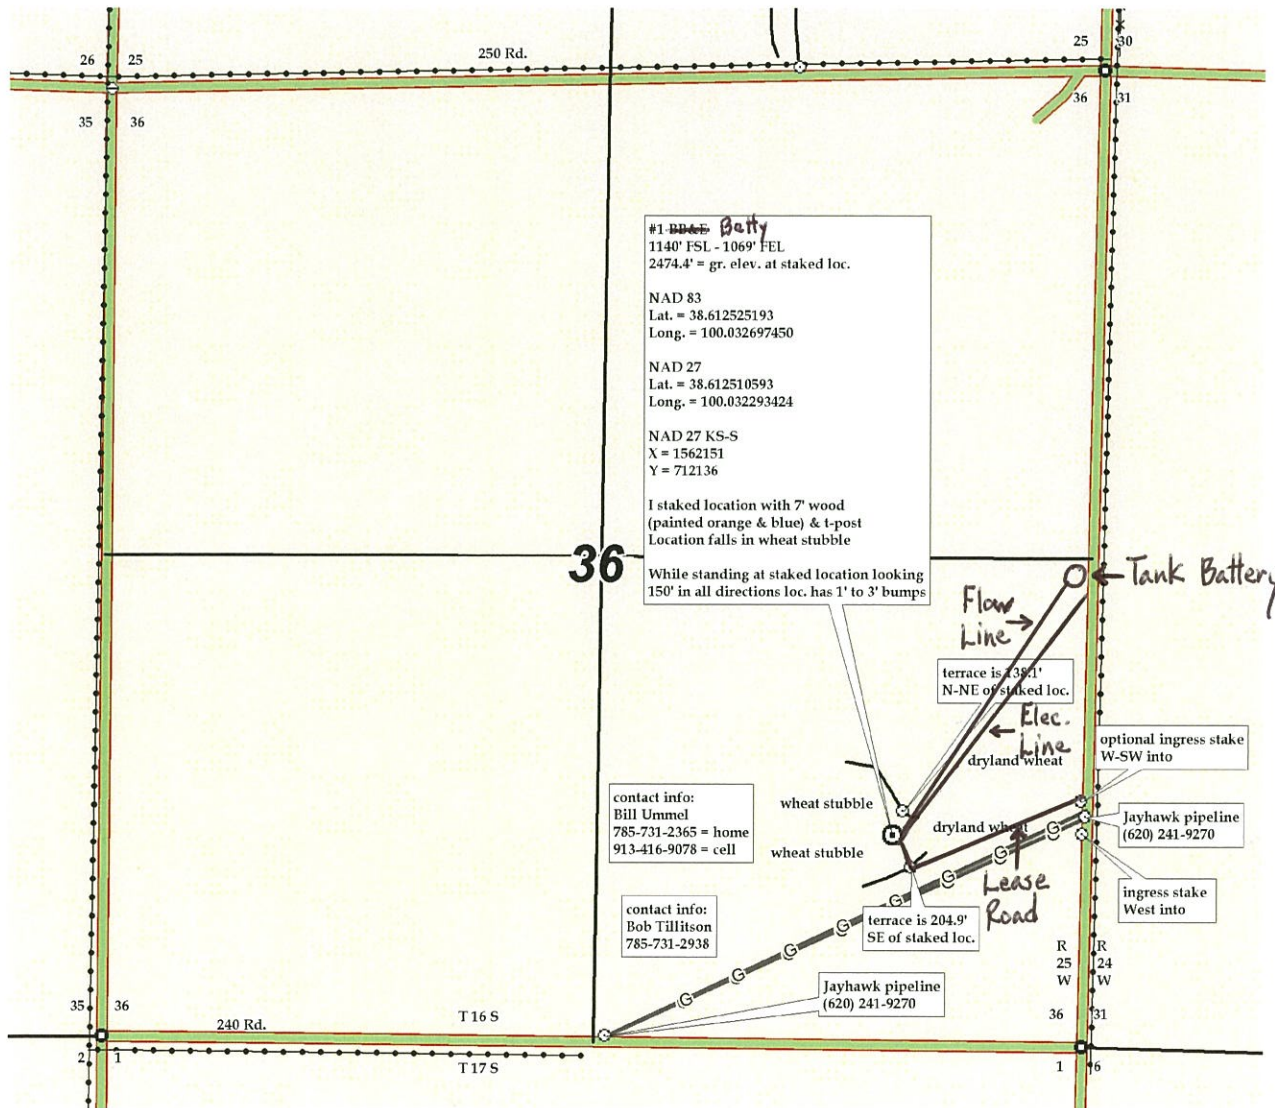 250 Rd.
26 25
25 30
35 36
36 31
#1 BB&E Betty
1140' FSL - 1069' FEL
2474.4' = gr. elev. at staked loc.
NAD 83
Lat. = 38.612525193
Long. = 100.032697450
NAD 27
Lat. = 38.612510593
Long. = 100.032293424
NAD 27 KS-S
X = 1562151
Y = 712136
I staked location with 7' wood
(painted orange & blue) & t-post
Location falls in wheat stubble
While standing at staked location looking
150' in all directions loc. has 1' to 3' bumps
36
Tank Battery
Flow
Line
terrace is 138.1'
N-NE of staked loc.
Elec.
Line
dryland wheat
optional ingress stake
W-SW into
wheat stubble
dryland wheat
wheat stubble
Jayhawk pipeline
(620) 241-9270
contact info:
Bill Ummel
785-731-2365 = home
913-416-9078 = cell
G G G G G G G G
Lease
Road
ingress stake
West into
contact info:
Bob Tillitson
785-731-2938
terrace is 204.9'
SE of staked loc.
R R
25 24
W W
Jayhawk pipeline
(620) 241-9270
35 36
36 31
240 Rd.
T 16 S
T 17 S
2 1
1 6